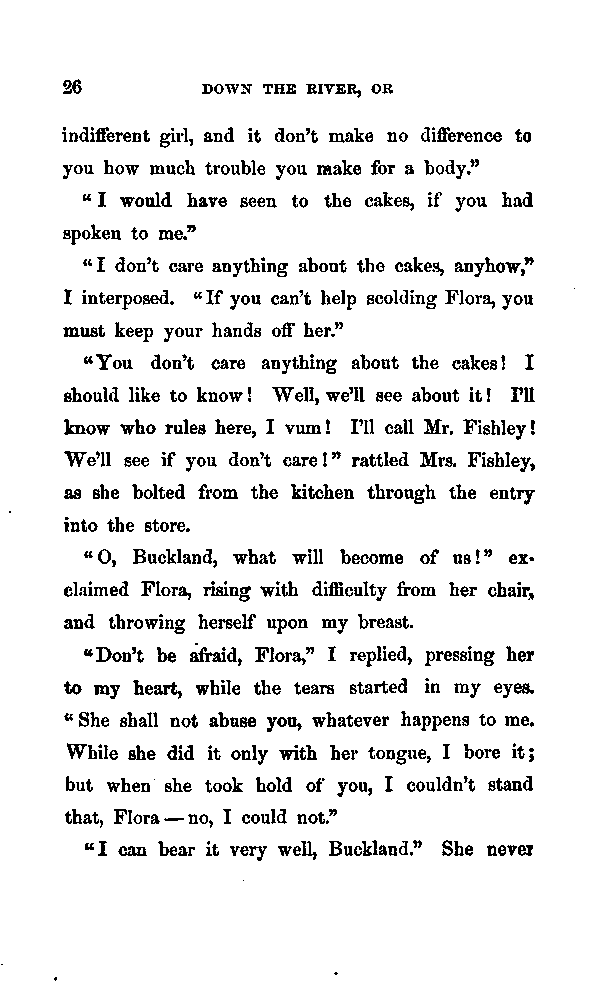 26 DOWN THE RIVER, OR
indifferent girl, and it don't make no difference to
you how much trouble you make for a body."
"I would have seen to the cakes, if you had
spoken to me."
"I don't care anything about the cakes, anyhow,"
I interposed. "If you can't help scolding Flora, you
must keep your hands off her."
"You don't care anything about the cakes! I
should like to know! Well, we'll see about it! I'll
know who rules here, I vum! I'll call Mr. Fishley!
We'll see if you don't care!" rattled Mrs. Fishley,
as she bolted from the kitchen through the entry
into the store.
"O, Buckland, what will become of us!" ex-
claimed Flora, rising with difficulty from her chair,
and throwing herself upon my breast.
"Don't be afraid, Flora," I replied, pressing her
to my heart, while the tears started in my eyes.
"She shall not abuse you, whatever happens to me.
While she did it only with her tongue, I bore it;
but when she took hold of you, I couldn't stand
that, Flora — no, I could not."
"I can bear it very well, Buckland." She never